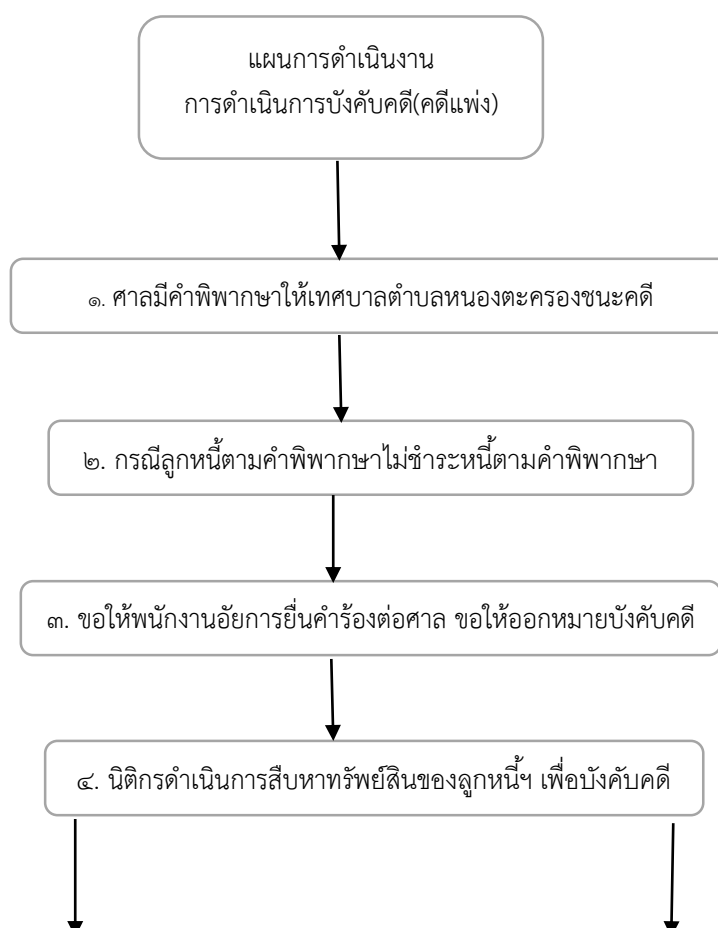 แผนการดำเนินงาน
การดำเนินการบังคับคดี(คดีแพ่ง)
๑. ศาลมีคำพิพากษาให้เทศบาลตำบลหนองตะครองชนะคดี
๒. กรณีลูกหนี้ตามคำพิพากษาไม่ชำระหนี้ตามคำพิพากษา
๓. ขอให้พนักงานอัยการยื่นคำร้องต่อศาล ขอให้ออกหมายบังคับคดี
๔. นิติกรดำเนินการสืบหาทรัพย์สินของลูกหนี้ฯ เพื่อบังคับคดี